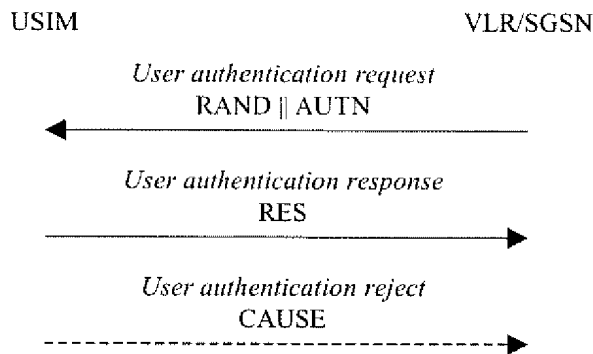 USIM VLR/SGSN
User authentication request
RAND || AUTN
User authentication response
RES
User authentication reject
CAUSE